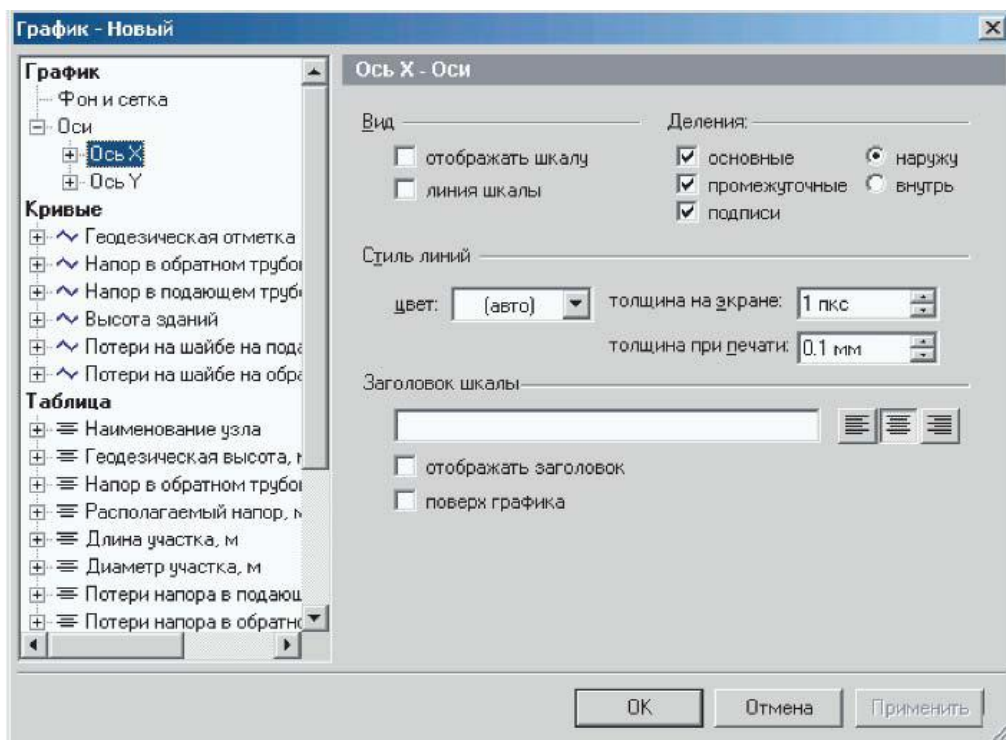 График - Новый
График
Фон и сетка
Оси
Ось X
Ось Y
Кривые
Геодезическая отметка
Напор в обратном трубо
Напор в подающем труб
Высота зданий
Потери на шайбе на пода
Потери на шайбе на обра
Таблица
Наименование узла
Геодезическая высота,
Напор в обратном трубо
Располагаемый напор, м
Длина участка, м
Диаметр участка, м
Потери напора в подающ
Потери напора в обратно
Ось X - Оси
Вид
отображать шкалу
линия шкалы
Деления:
основные
наружу
промежуточные
внутрь
подписи
Стиль линий
цвет:
(авто)
толщина на экране:
1 пкс
толщина при печати:
0.1 мм
Заголовок шкалы
отображать заголовок
поверх графика
ОК
Отмена
Применить